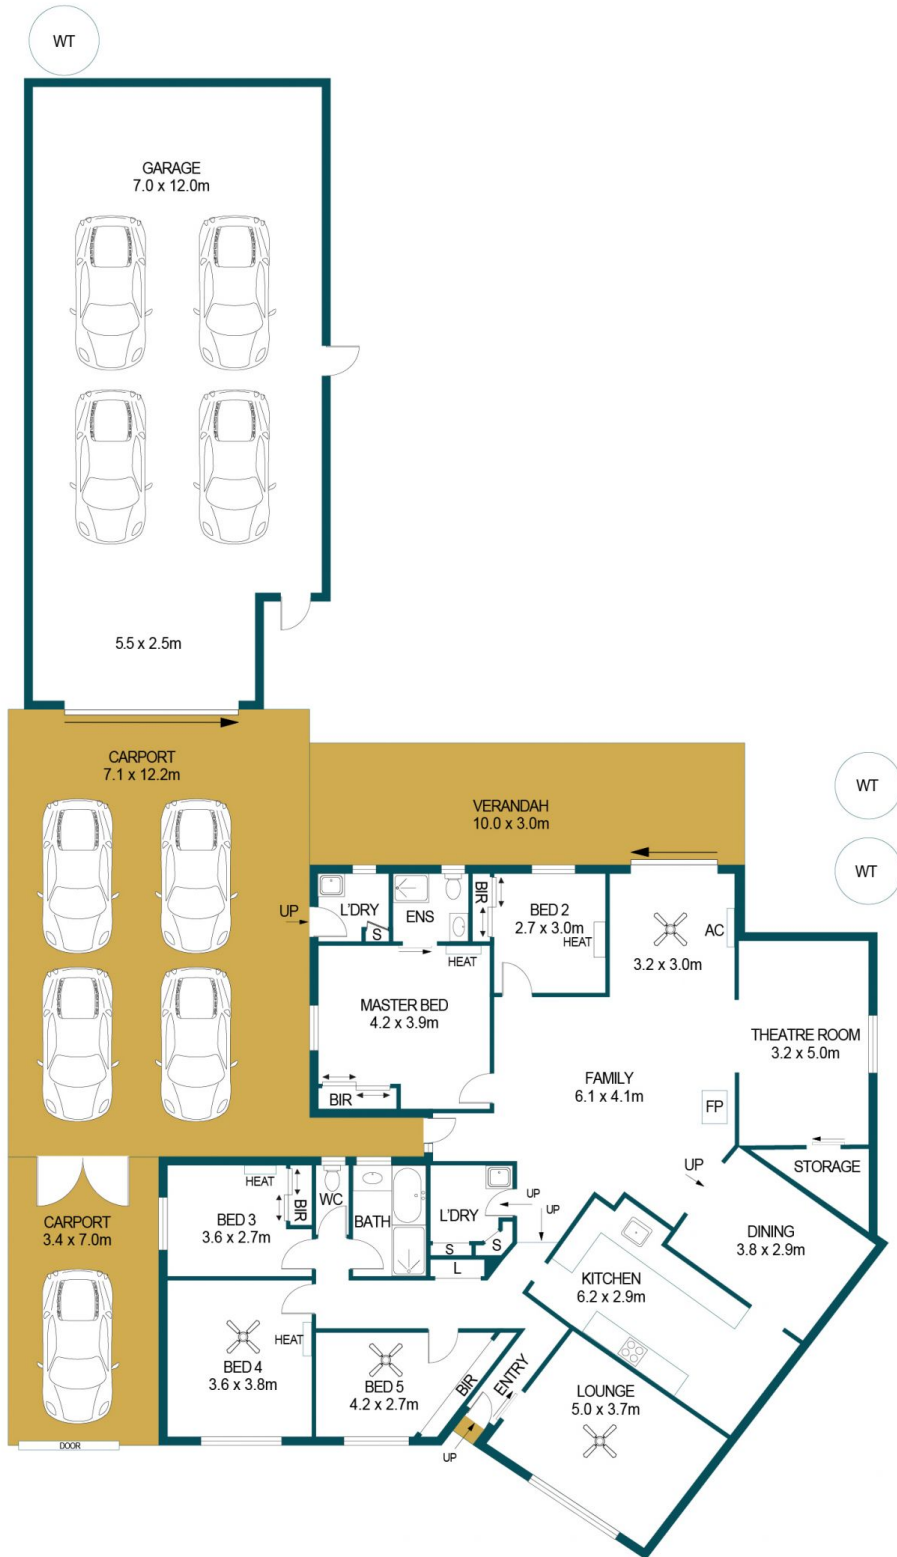 WT
GARAGE
7.0 x 12.0m
5.5 x 2.5m
CARPORT
7.1 x 12.2m
VERANDAH
10.0 x 3.0m
WT
WT
UP
L'DRY
S
ENS
BIR
BED 2
2.7 x 3.0m
HEAT
AC
3.2 x 3.0m
HEAT
MASTER BED
4.2 x 3.9m
BIR
THEATRE ROOM
3.2 x 5.0m
FAMILY
6.1 x 4.1m
FP
STORAGE
UP
CARPORT
3.4 x 7.0m
HEAT
BED 3
3.6 x 2.7m
BIR
WC
BATH
L'DRY
S
S
UP
UP
L
DINING
3.8 x 2.9m
KITCHEN
6.2 x 2.9m
HEAT
BED 4
3.6 x 3.8m
BED 5
4.2 x 2.7m
BIR
ENTRY
LOUNGE
5.0 x 3.7m
UP
DOOR